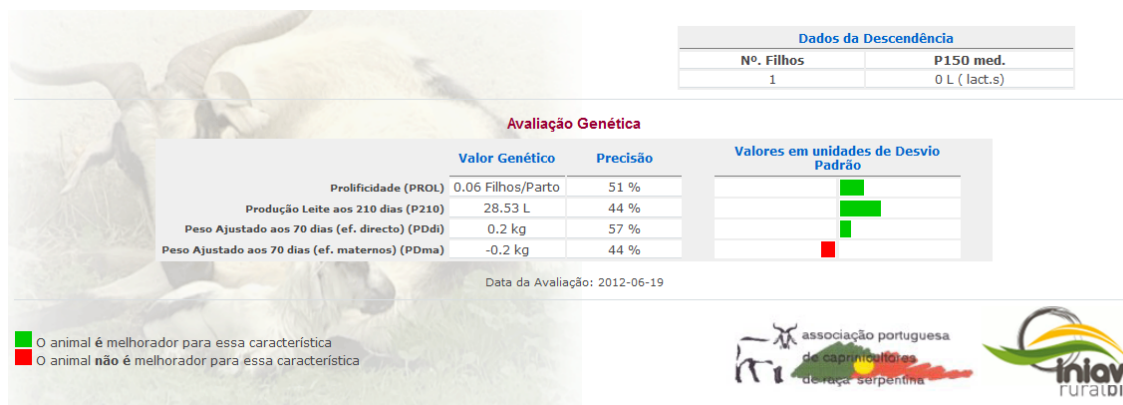 Dados da Descendência
Nº. Filhos P150 med.
1 0 L ( lact.s)
Avaliação Genética
Valor Genético Precisão Valores em unidades de Desvio
Padrão
Prolificidade (PROL) 0.06 Filhos/Parto 51 %
Produção Leite aos 210 dias (P210) 28.53 L 44 %
Peso Ajustado aos 70 dias (ef. directo) (PDdi) 0.2 kg 57 %
Peso Ajustado aos 70 dias (ef. maternos) (PDma) -0.2 kg 44 %
Data da Avaliação: 2012-06-19
O animal é melhorador para essa característica
O animal não é melhorador para essa característica
associação portuguesa
de caprinicultores
de raça serpentina
iniav
rural